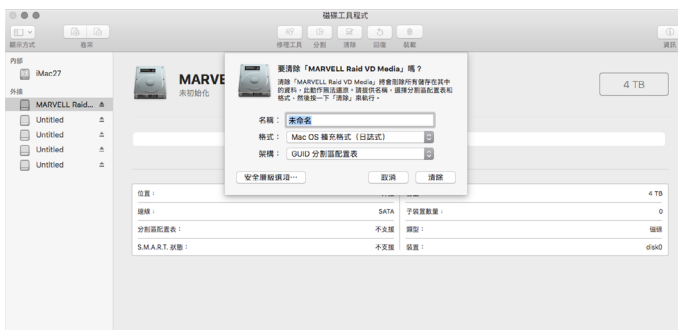 磁碟工具程式
顯示方式 卷宗 修理工具 分割 清除 回復 裝載 資訊
內部
iMac27
外接
MARVELL Raid...
Untitled
Untitled
Untitled
Untitled
MARVE
未初始化
4 TB
要清除「MARVELL Raid VD Media」嗎？
清除「MARVELL Raid VD Media」將會刪除所有儲存在其中
的資料，此動作無法還原。請提供名稱、選擇分割區配置表和
格式，然後按一下「清除」來執行。
名稱： 未命名
格式： Mac OS 擴充格式（日誌式）
架構： GUID 分割區配置表
安全層級選項⋯ 取消 清除
位置： 4 TB
連線： SATA 子裝置數量： 0
分割區配置表： 不支援 類型： 磁碟
S.M.A.R.T. 狀態： 不支援 裝置： disk0